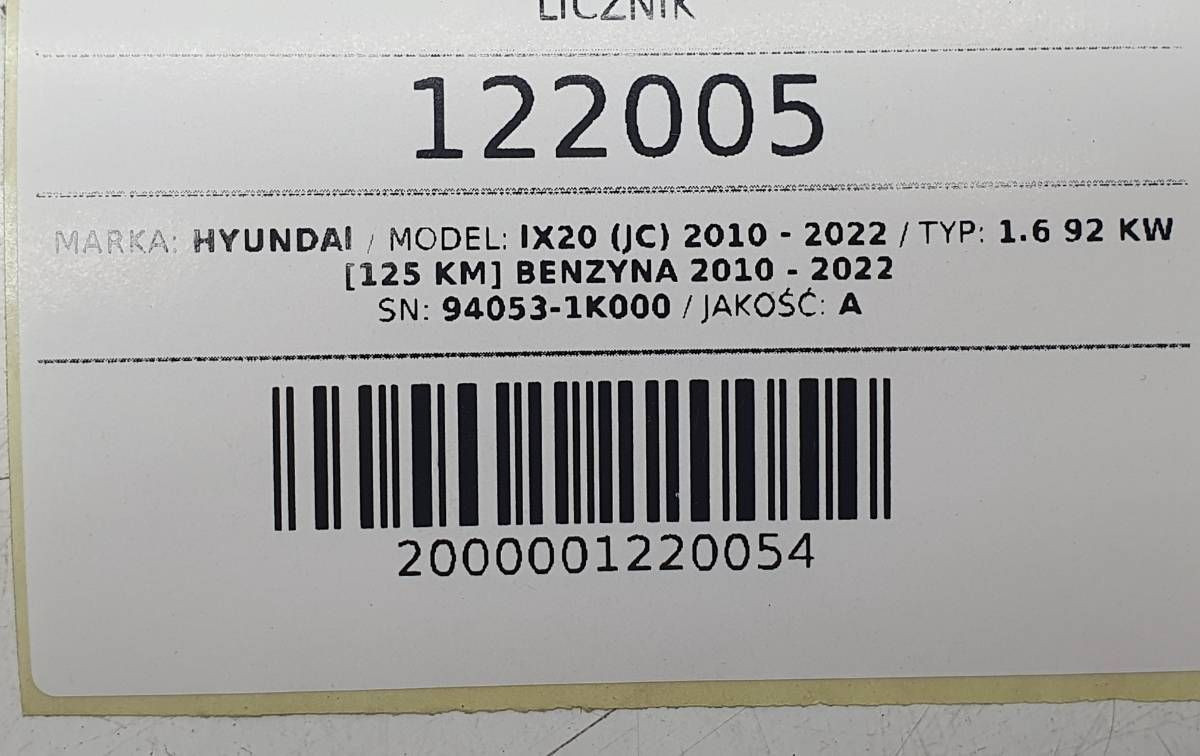 LICZNIK
122005
MARKA: HYUNDAI / MODEL: IX20 (JC) 2010 - 2022 / TYP: 1.6 92 KW
[125 KM] BENZYNA 2010 - 2022
SN: 94053-1K000 / JAKOŚĆ: A
2000001220054